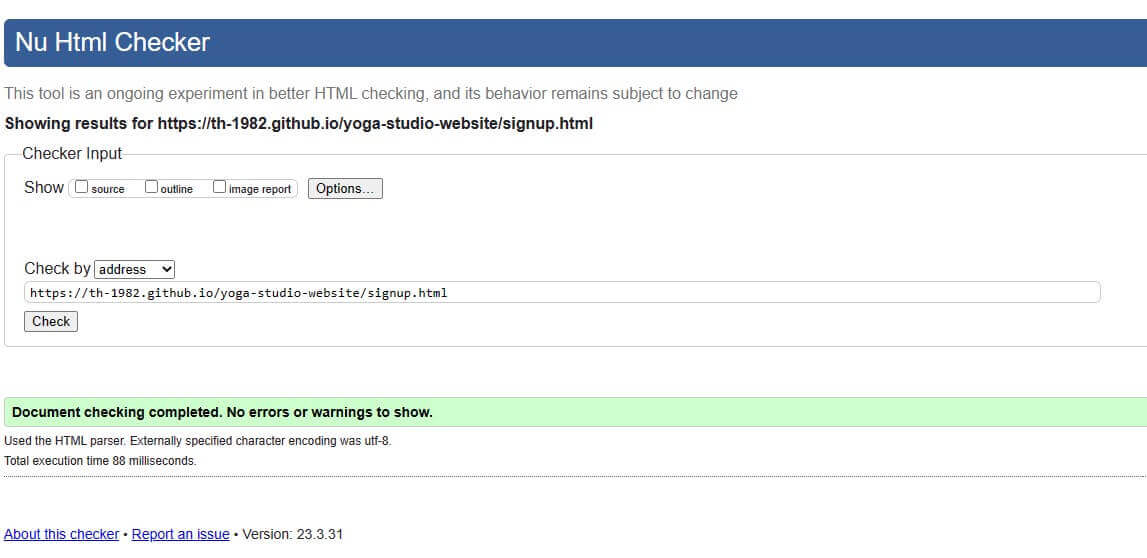 Nu Html Checker
This tool is an ongoing experiment in better HTML checking, and its behavior remains subject to change
Showing results for https://th-1982.github.io/yoga-studio-website/signup.html
Checker Input
Show source outline image report Options...
Check by address
https://th-1982.github.io/yoga-studio-website/signup.html
Check
Document checking completed. No errors or warnings to show.
Used the HTML parser. Externally specified character encoding was utf-8.
Total execution time 88 milliseconds.
About this checker • Report an issue • Version: 23.3.31